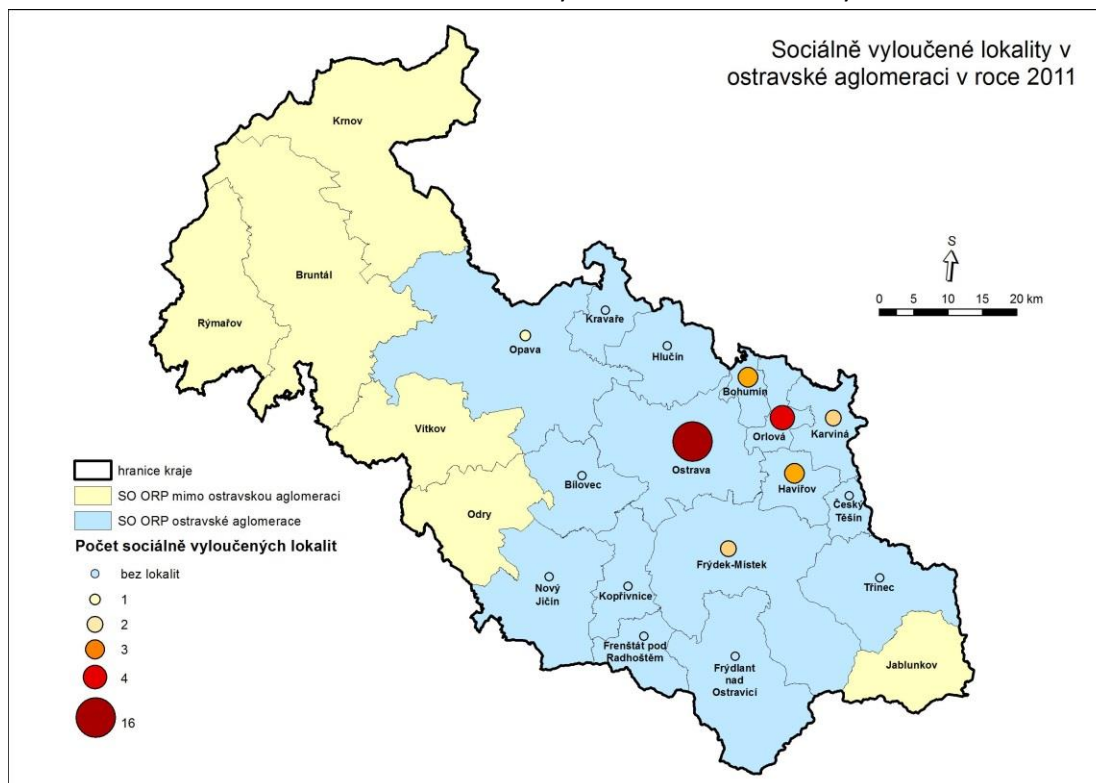 Sociálně vyloučené lokality v
ostravské aglomeraci v roce 2011
Krnov
S
Bruntál
0 5 10 15 20 km
Rýmařov
Kravaře
Opava
Hlučín
Bohumín
Vítkov
Orlová
Karviná
Ostrava
hranice kraje
SO ORP mimo ostravskou aglomeraci
SO ORP ostravské aglomerace
Bílovec
Havířov
Odry
Český
Těšín
Počet sociálně vyloučených lokalit
bez lokalit
1
2
3
4
16
Frýdek-Místek
Nový
Jičín
Kopřivnice
Třinec
Frenštát pod
Radhoštěm
Frýdlant
nad
Ostravicí
Jablunkov